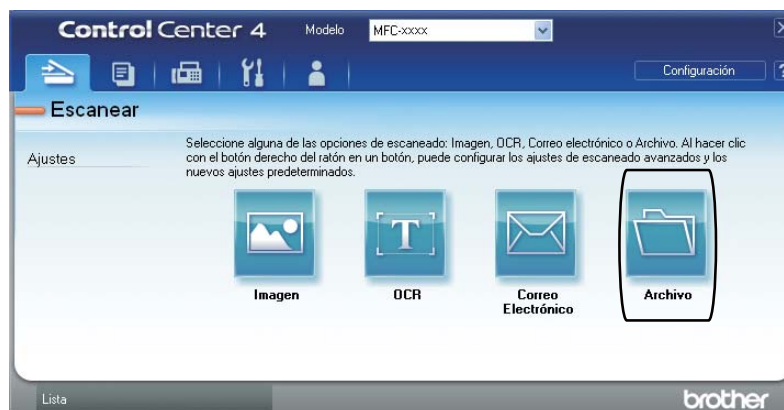 Control Center 4
Modelo
MFC-xxxx
Configuración
?
Escanear
Ajustes
Seleccione alguna de las opciones de escaneado: Imagen, OCR, Correo electrónico o Archivo. Al hacer clic
con el botón derecho del ratón en un botón, puede configurar los ajustes de escaneado avanzados y los
nuevos ajustes predeterminados.
T
Imagen
OCR
Correo
Electrónico
Archivo
Lista
brother